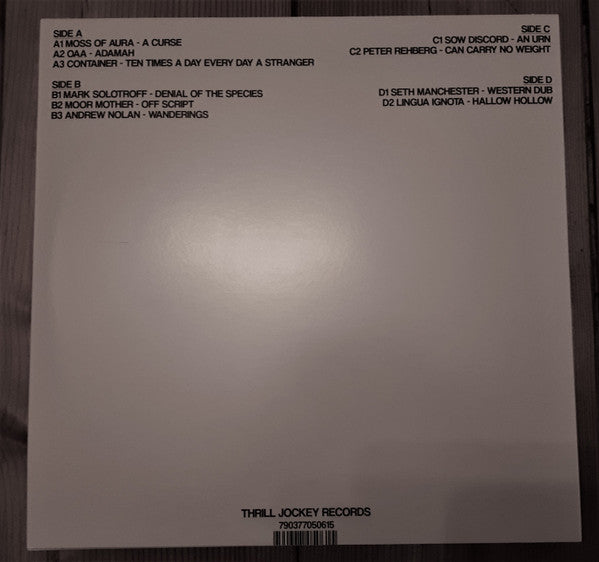 SIDE A
A1 MOSS OF AURA - A CURSE
A2 OAA - ADAMAH
A3 CONTAINER - TEN TIMES A DAY EVERY DAY A STRANGER
SIDE B
B1 MARK SOLOTROFF - DENIAL OF THE SPECIES
B2 MOOR MOTHER - OFF SCRIPT
B3 ANDREW NOLAN - WANDERINGS
SIDE C
C1 SOW DISCORD - AN URN
C2 PETER REHBERG - CAN CARRY NO WEIGHT
SIDE D
D1 SETH MANCHESTER - WESTERN DUB
D2 LINGUA IGNOTA - HALLOW HOLLOW
THRILL JOCKEY RECORDS
790377050615